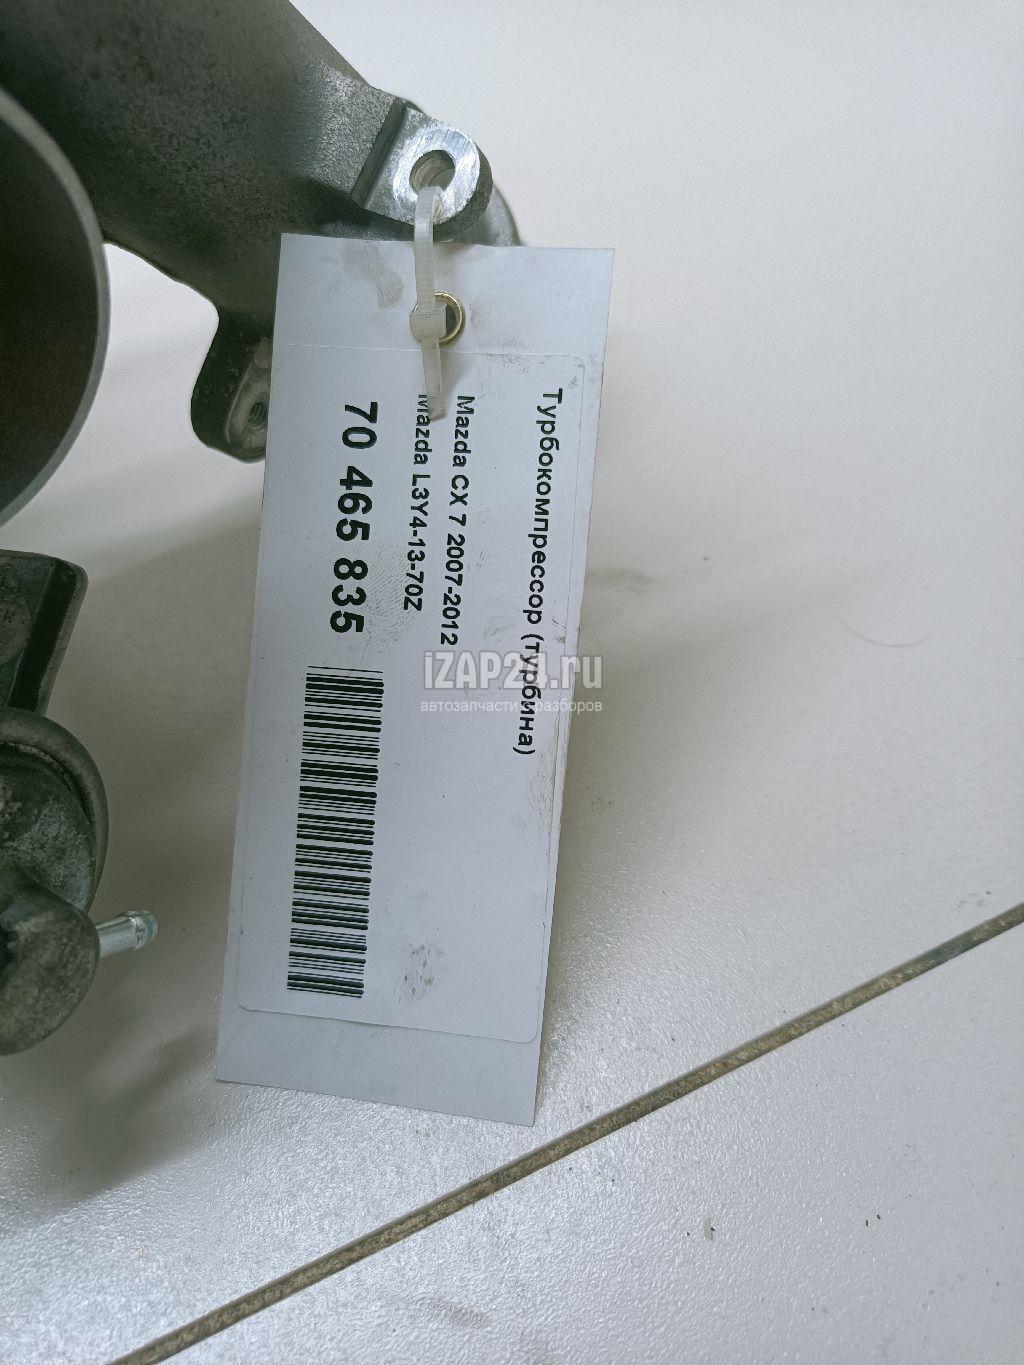 Турбокомпрессор (турбина)
Mazda CX 7 2007-2012
Mazda L3Y4-13-70Z
70 465 835
iZAP24.ru
автозапчасти с разборов